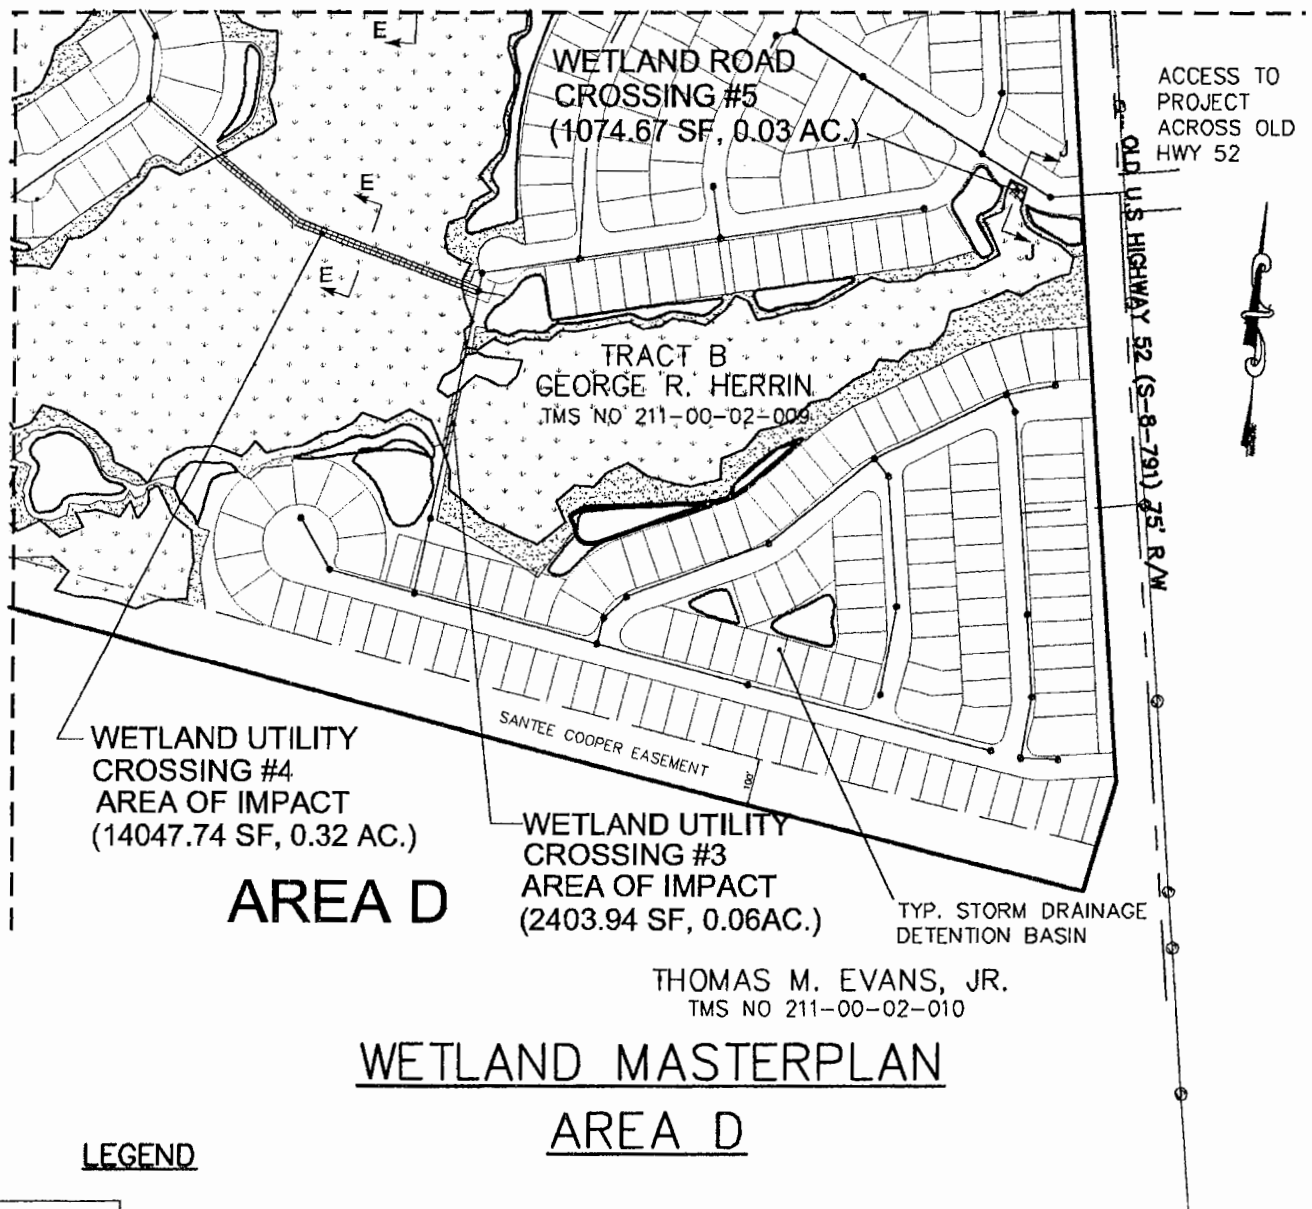 E
WETLAND ROAD
CROSSING #5
(1074.67 SF, 0.03 AC.)
ACCESS TO
PROJECT
ACROSS OLD
HWY 52
J
E
E
J
OLD U.S HIGHWAY 52 (S-8-791) 75' R/W
TRACT B
GEORGE R. HERRIN
TMS NO 211-00-02-009
SANTEE COOPER EASEMENT
100'
WETLAND UTILITY
CROSSING #4
AREA OF IMPACT
(14047.74 SF, 0.32 AC.)
WETLAND UTILITY
CROSSING #3
AREA OF IMPACT
(2403.94 SF, 0.06AC.)
AREA D
TYP. STORM DRAINAGE
DETENTION BASIN
THOMAS M. EVANS, JR.
TMS NO 211-00-02-010
WETLAND MASTERPLAN
AREA D
LEGEND